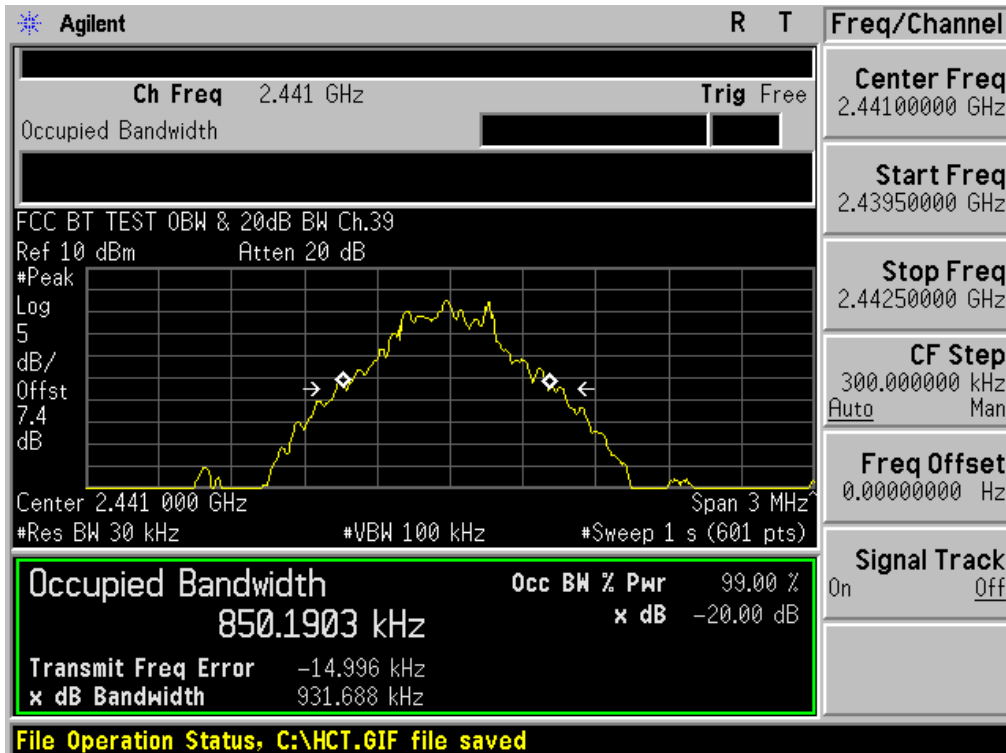 Agilent R T
Freq/Channel
Ch Freq 2.441 GHz Trig Free
Occupied Bandwidth
Center Freq
2.44100000 GHz
Start Freq
2.43950000 GHz
Stop Freq
2.44250000 GHz
CF Step
300.000000 kHz
Auto Man
Freq Offset
0.00000000 Hz
Signal Track
On Off
FCC BT TEST OBW & 20dB BW Ch.39
Ref 10 dBm Atten 20 dB
#Peak
Log
5
dB/
Offst
7.4
dB
Center 2.441 000 GHz Span 3 MHz^
#Res BW 30 kHz #VBW 100 kHz #Sweep 1 s (601 pts)
Occupied Bandwidth Occ BW % Pwr 99.00 %
850.1903 kHz x dB -20.00 dB
Transmit Freq Error -14.996 kHz
x dB Bandwidth 931.688 kHz
File Operation Status, C:\HCT.GIF file saved